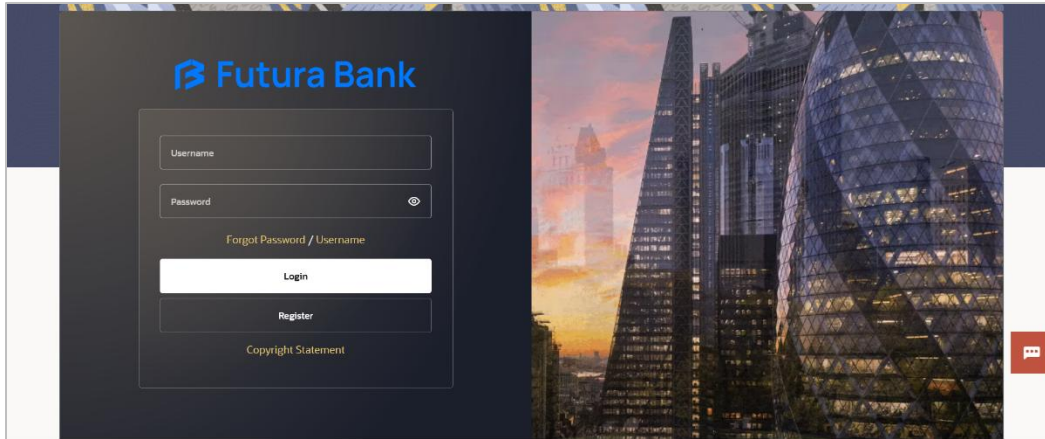 Futura Bank
Username
Password
Forgot Password / Username
Login
Register
Copyright Statement